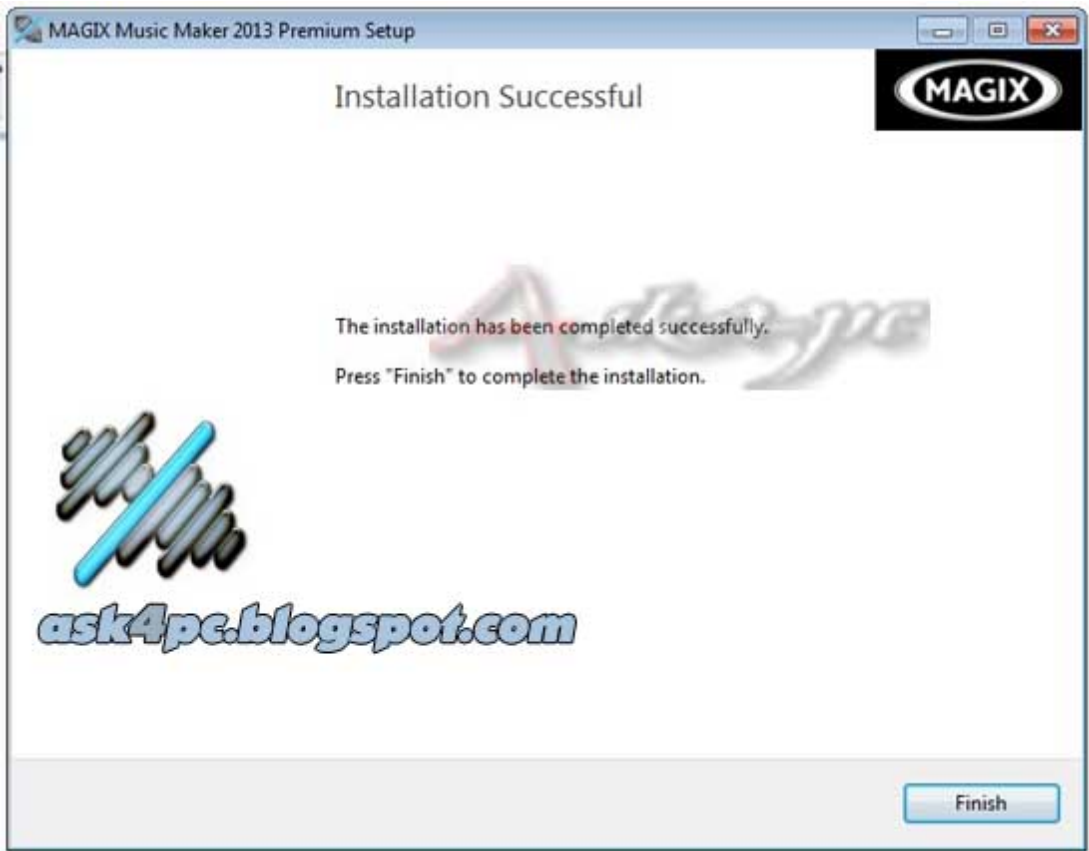 MAGIX Music Maker 2013 Premium Setup
Installation Successful
MAGIX
The installation has been completed successfully.
Press "Finish" to complete the installation.
ask4pc.blogspot.com
Finish